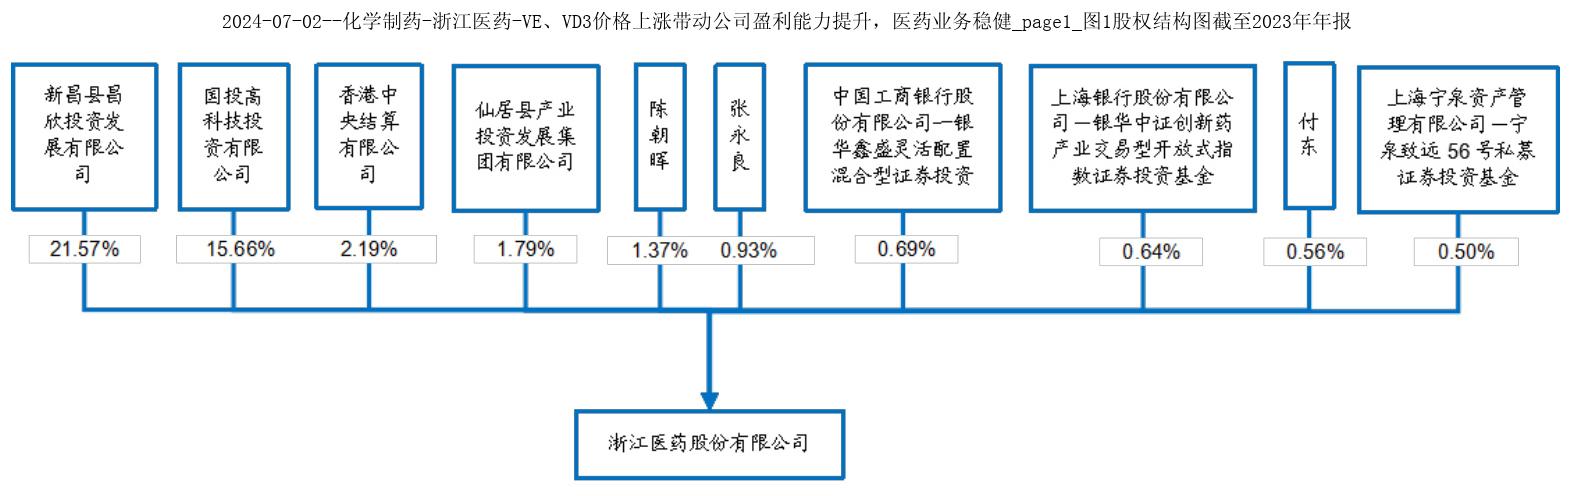 2024-07-02--化学制药-浙江医药-VE、VD3价格上涨带动公司盈利能力提升，医药业务稳健_page1_图1股权结构图截至2023年年报
新昌县昌
欣投资发
展有限公
司
国投高
科技投
资有限
公司
香港中
央结算
有限公
司
仙居县产业
投资发展集
团有限公司
陈
朝
晖
张
永
良
中国工商银行股
份有限公司—银
华鑫盛灵活配置
混合型证券投资
上海银行股份有限公
司—银华中证创新药
产业交易型开放式指
数证券投资基金
付
东
上海宁泉资产管
理有限公司—宁
泉致远 56 号私募
证券投资基金
21.57%
15.66%
2.19%
1.79%
1.37%
0.93%
0.69%
0.64%
0.56%
0.50%
浙江医药股份有限公司